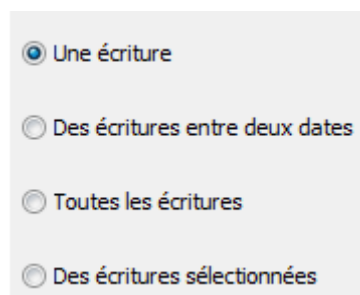 Une écriture
Des écritures entre deux dates
Toutes les écritures
Des écritures sélectionnées